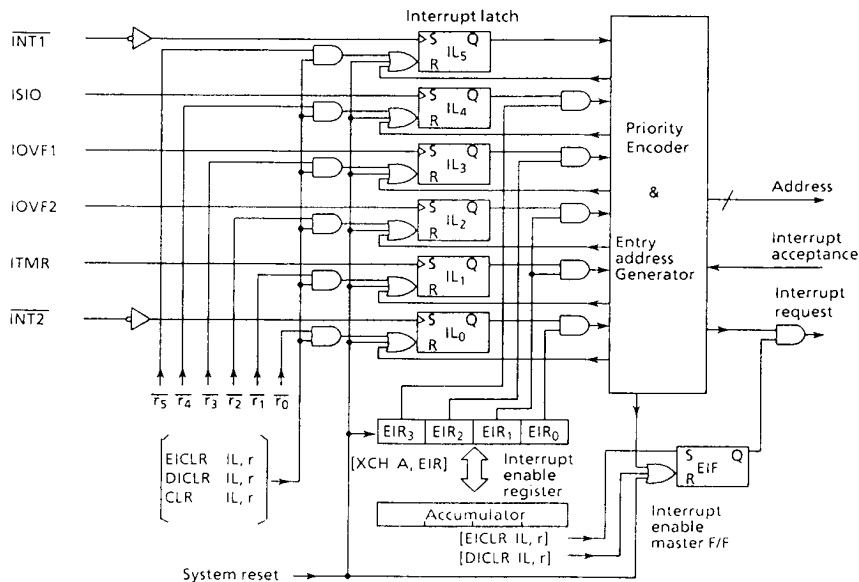 Interrupt latch
INT1
S Q
IL5
R
ISIO
S Q
IL4
R
IOVF1
S Q
IL3
R
IOVF2
S Q
IL2
R
ITMR
S Q
IL1
R
INT2
S Q
IL0
R
Priority
Encoder
&
Entry
address
Generator
Address
Interrupt
acceptance
Interrupt
request
r5 r4 r3 r2 r1 r0
EIR3 EIR2 EIR1 EIR0
[XCH A, EIR]
Interrupt
enable
register
EICLR IL, r
DICLR IL, r
CLR IL, r
Accumulator
[EICLR IL, r]
[DICLR IL, r]
S Q
EIF
R
Interrupt
enable
master F/F
System reset